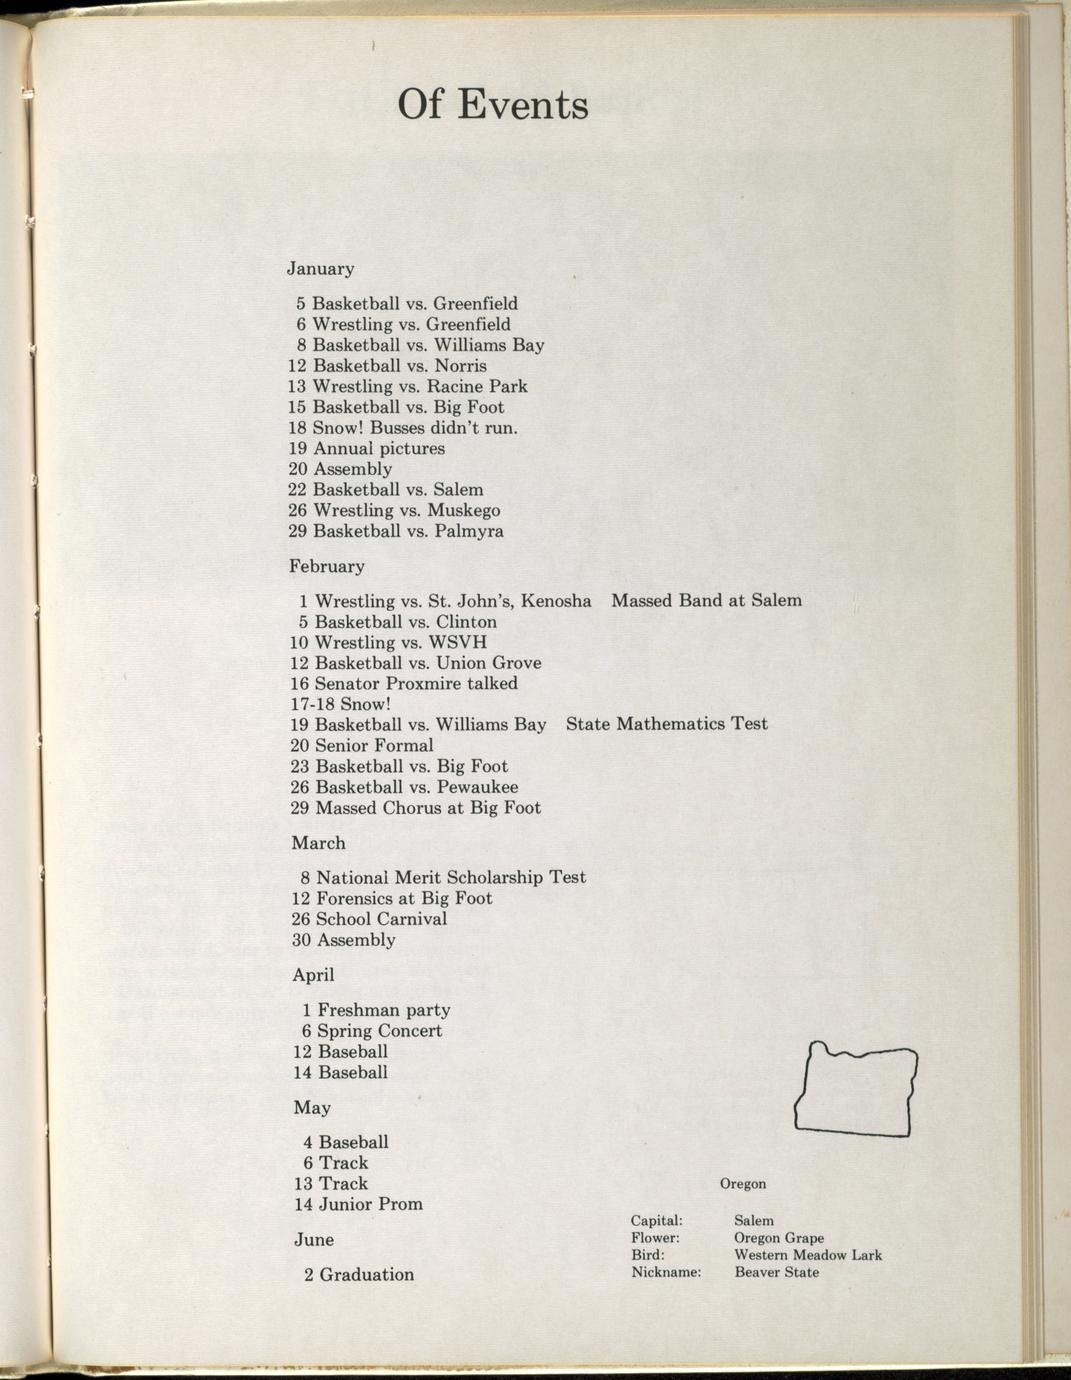 Of Events
January
5 Basketball vs. Greenfield
6 Wrestling vs. Greenfield
8 Basketball vs. Williams Bay
12 Basketball vs. Norris
13 Wrestling vs. Racine Park
15 Basketball vs. Big Foot
18 Snow! Busses didn't run.
19 Annual pictures
20 Assembly
22 Basketball vs. Salem
26 Wrestling vs. Muskego
29 Basketball vs. Palmyra
February
1 Wrestling vs. St. John's, Kenosha Massed Band at Salem
5 Basketball vs. Clinton
10 Wrestling vs. WSVH
12 Basketball vs. Union Grove
16 Senator Proxmire talked
17-18 Snow!
19 Basketball vs. Williams Bay State Mathematics Test
20 Senior Formal
23 Basketball vs. Big Foot
26 Basketball vs. Pewaukee
29 Massed Chorus at Big Foot
March
8 National Merit Scholarship Test
12 Forensics at Big Foot
26 School Carnival
30 Assembly
April
1 Freshman party
6 Spring Concert
12 Baseball
14 Baseball
May
4 Baseball
6 Track
13 Track
14 Junior Prom
June
2 Graduation
Oregon
Capital: Salem
Flower: Oregon Grape
Bird: Western Meadow Lark
Nickname: Beaver State